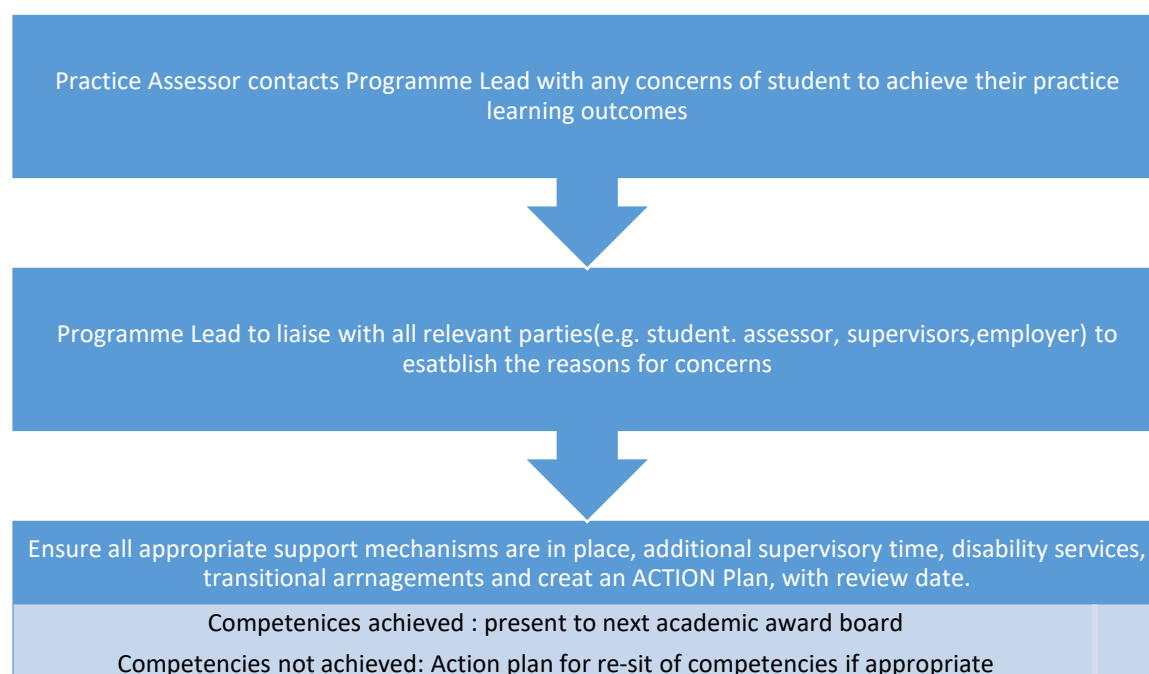 Practice Assessor contacts Programme Lead with any concerns of student to achieve their practice
learning outcomes
Programme Lead to liaise with all relevant parties(e.g. student. assessor, supervisors,employer) to
esatblish the reasons for concerns
Ensure all appropriate support mechanisms are in place, additional supervisory time, disability services,
transitional arrnagements and creat an ACTION Plan, with review date.
Competenices achieved : present to next academic award board
Competencies not achieved: Action plan for re-sit of competencies if appropriate